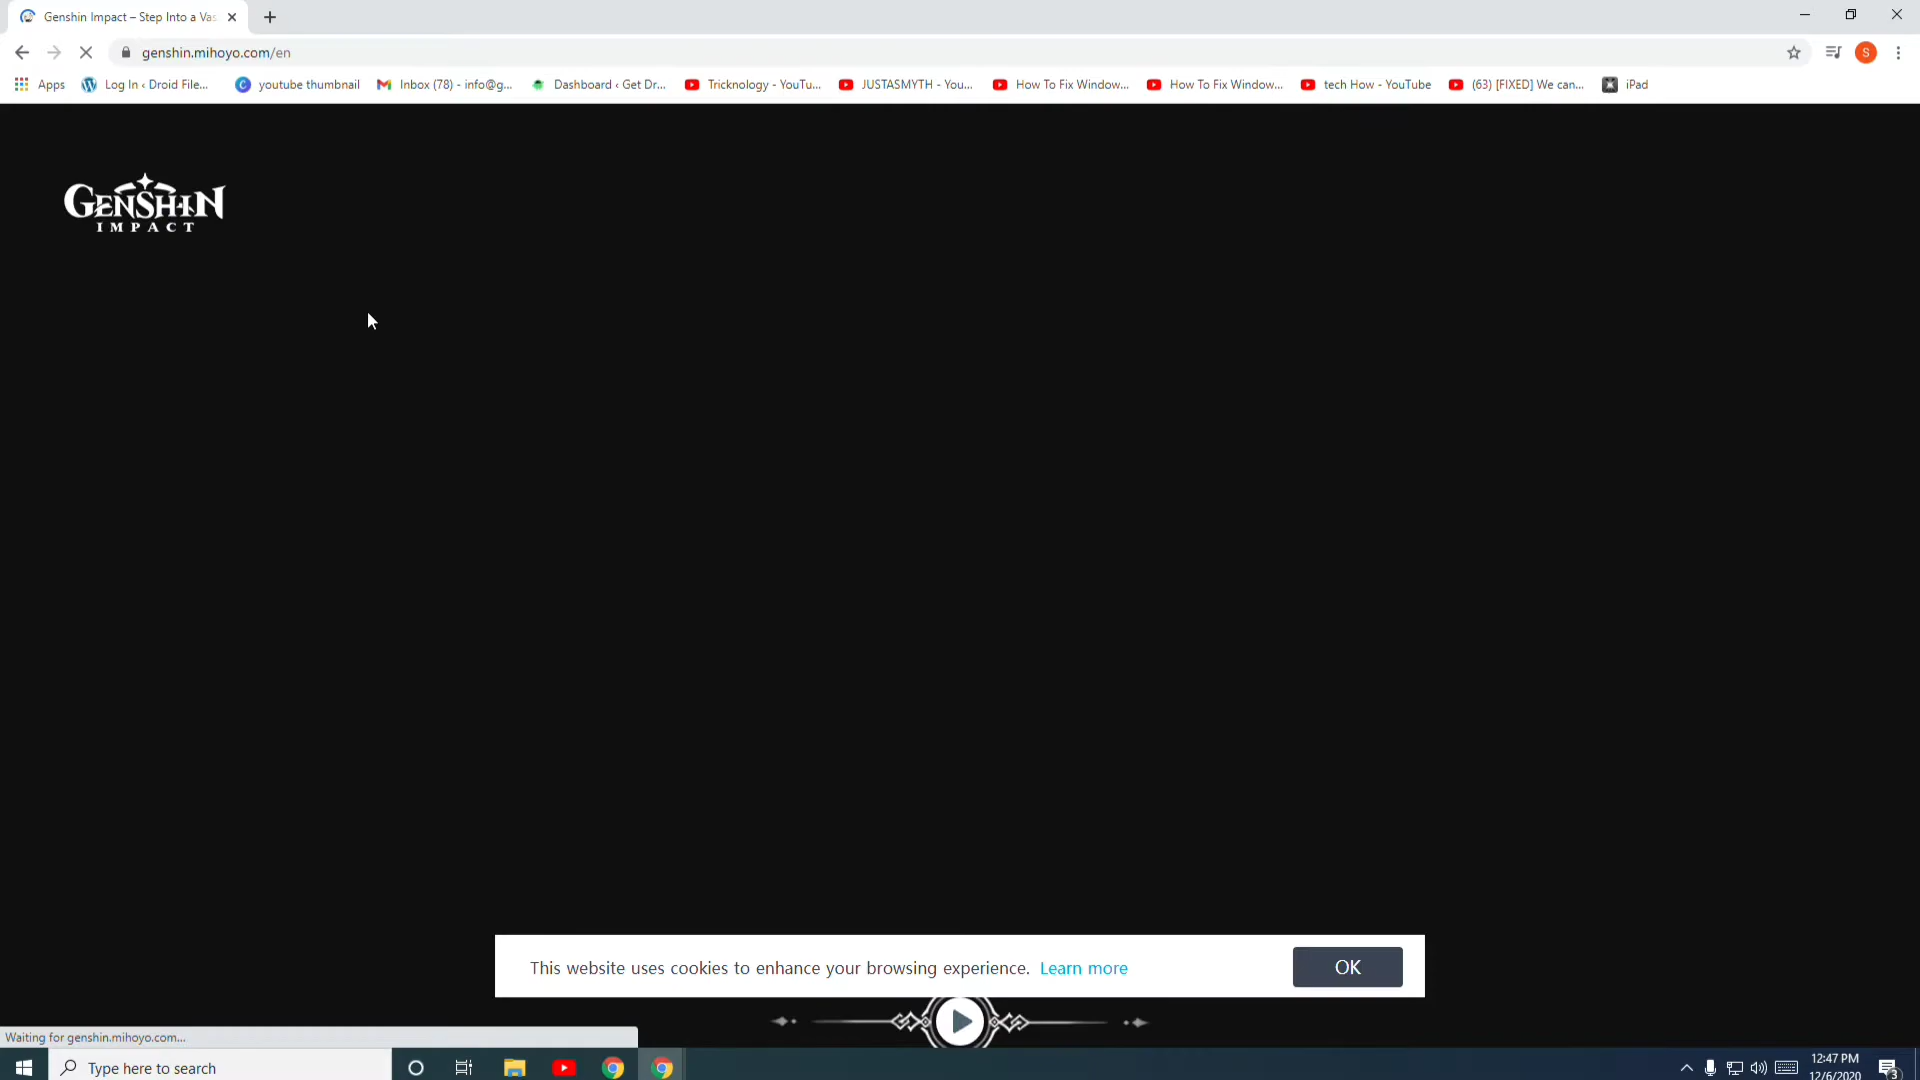 Genshin Impact – Step Into a Vas
genshin.mihoyo.com/en
S
Apps
Log In ‹ Droid File...
youtube thumbnail
Inbox (78) - info@g...
Dashboard ‹ Get Dr...
Tricknology - YouTu...
JUSTASMYTH - You...
How To Fix Window...
How To Fix Window...
tech How - YouTube
(63) [FIXED] We can...
iPad
GENSHIN
IMPACT
This website uses cookies to enhance your browsing experience. Learn more
OK
Waiting for genshin.mihoyo.com...
Type here to search
12:47 PM
12/6/2020
3